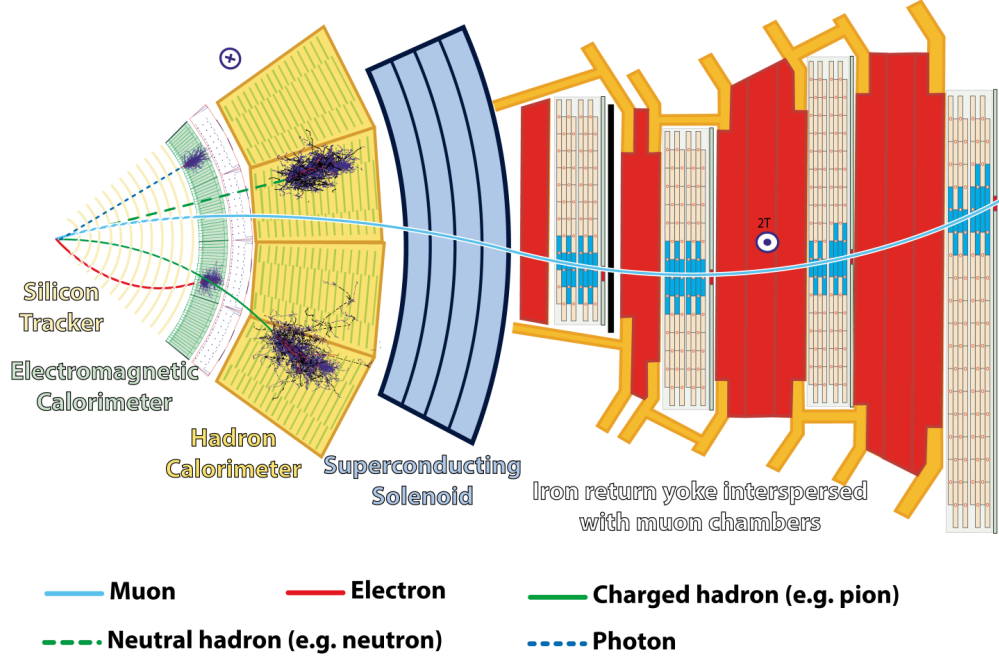 2T
Silicon
Tracker
Electromagnetic
Calorimeter
Hadron
Calorimeter
Superconducting
Solenoid
Iron return yoke interspersed
with muon chambers
Muon
Electron
Charged hadron (e.g. pion)
Neutral hadron (e.g. neutron)
Photon